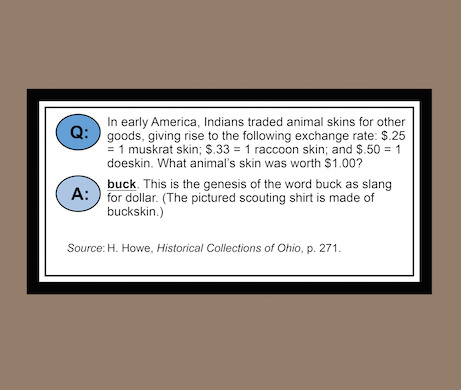 Q: In early America, Indians traded animal skins for other
goods, giving rise to the following exchange rate: $.25
= 1 muskrat skin; $.33 = 1 raccoon skin; and $.50 = 1
doeskin. What animal's skin was worth $1.00?
A: buck. This is the genesis of the word buck as slang
for dollar. (The pictured scouting shirt is made of
buckskin.)
Source: H. Howe, Historical Collections of Ohio, p. 271.